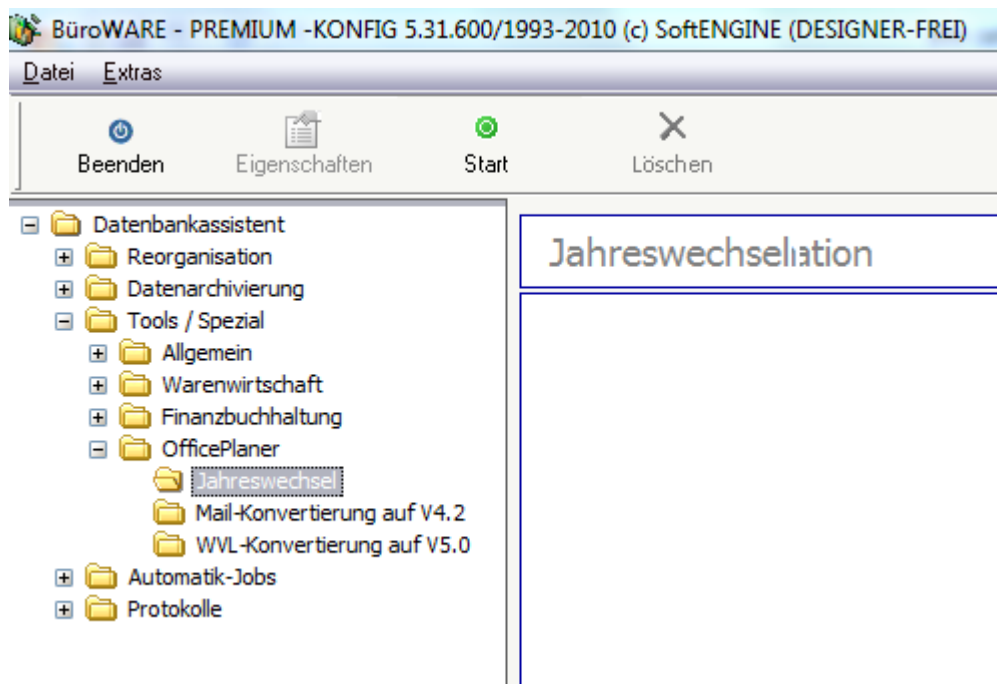 BüroWARE - PREMIUM -KONFIG 5.31.600/1993-2010 (c) SoftENGINE (DESIGNER-FREI)
Datei Extras
Beenden Eigenschaften Start Löschen
Datenbankassistent
Reorganisation
Datenarchivierung
Tools / Spezial
Allgemein
Warenwirtschaft
Finanzbuchhaltung
OfficePlaner
Jahreswechsel
Mail-Konvertierung auf V4.2
WVL-Konvertierung auf V5.0
Automatik-Jobs
Protokolle
Jahreswechselation